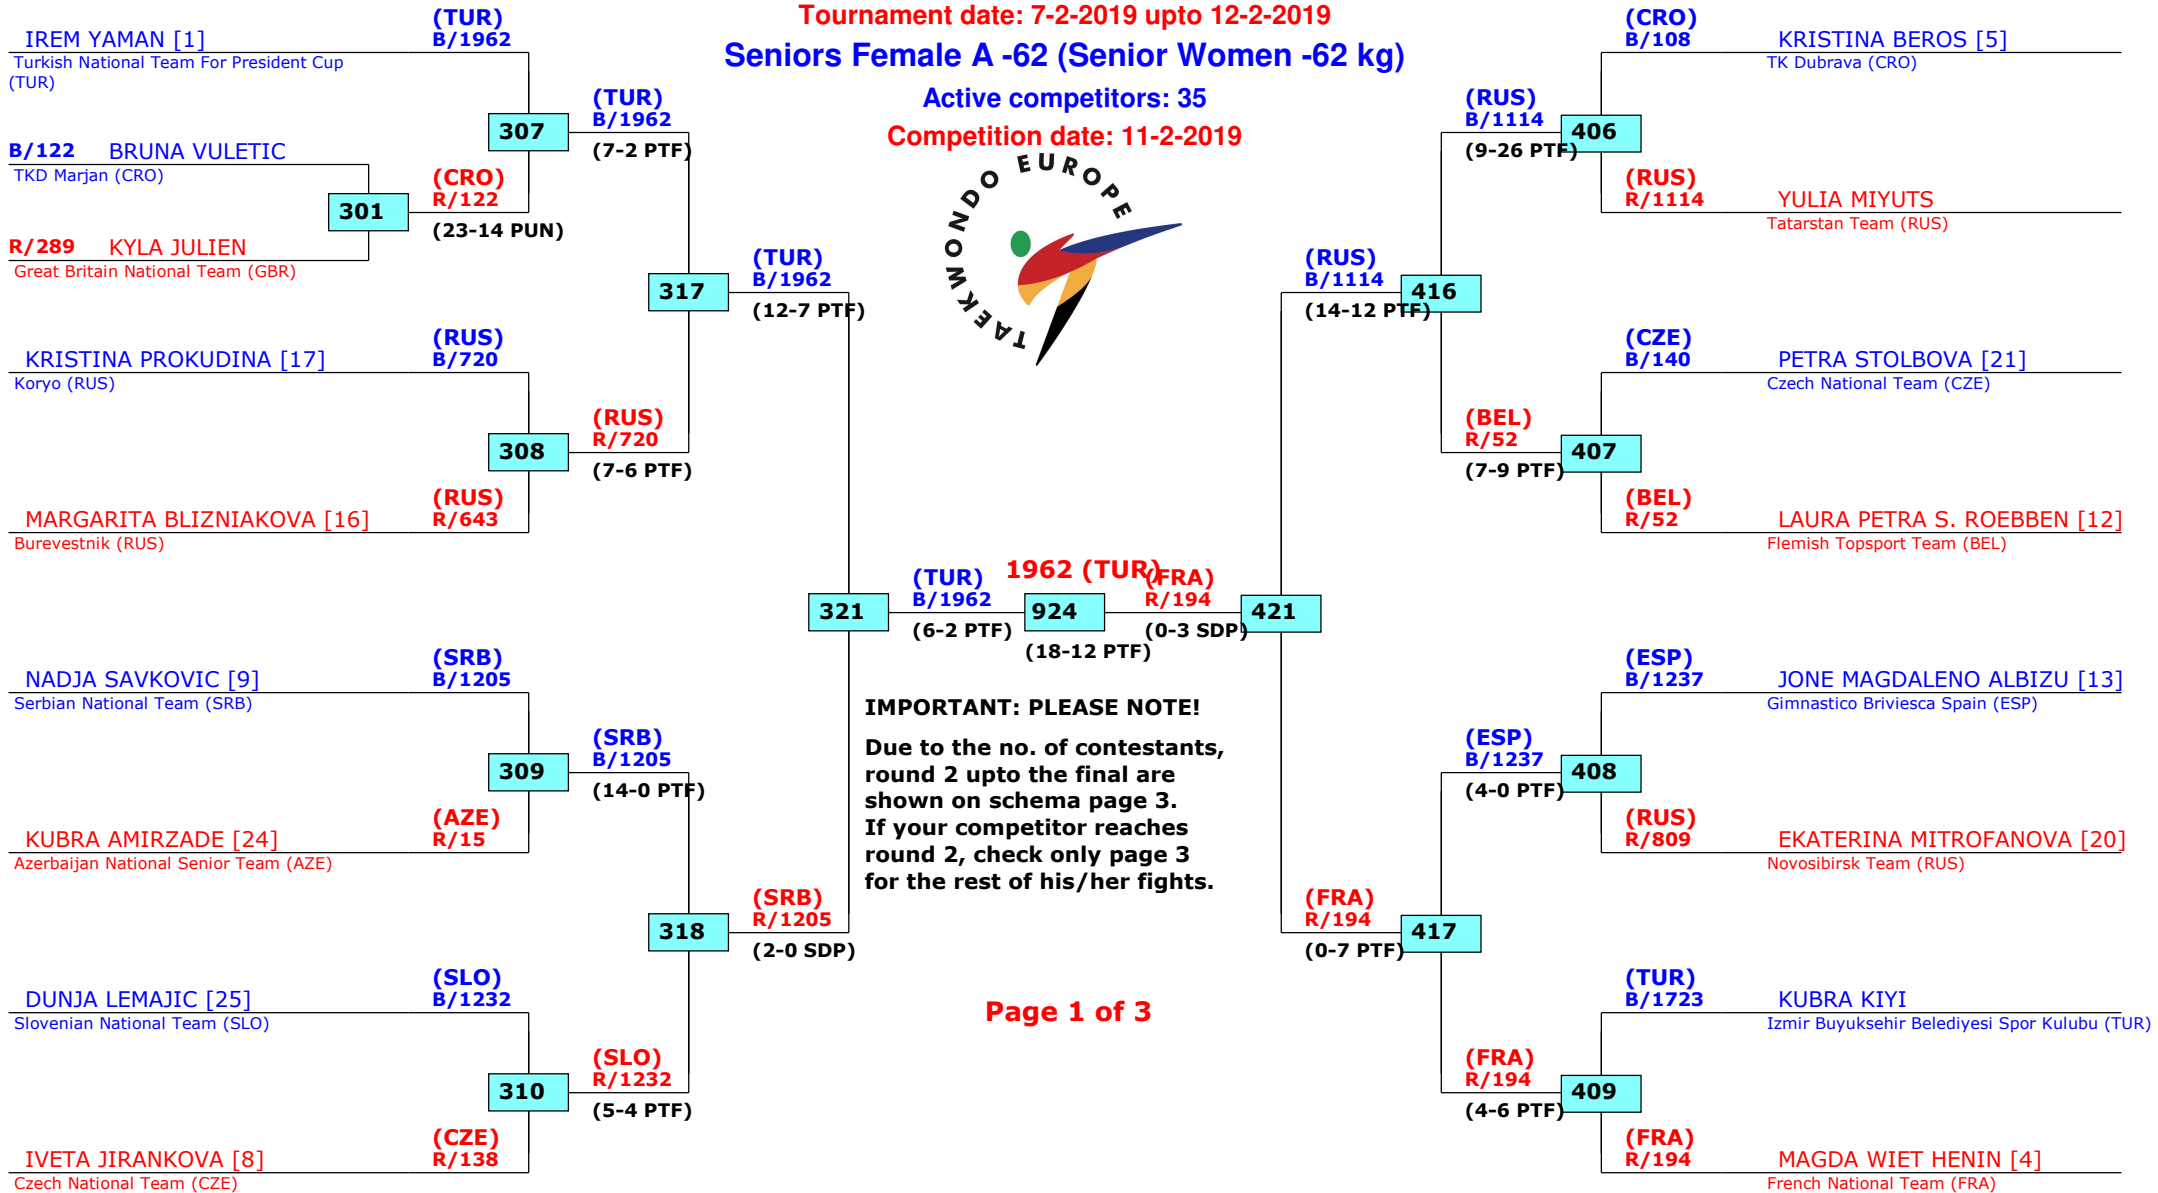 Tournament date: 7-2-2019 upto 12-2-2019
Seniors Female A -62 (Senior Women -62 kg)
Active competitors: 35
Competition date: 11-2-2019
TAEKWONDO EUROPE
(TUR)
IREM YAMAN [1] B/1962
Turkish National Team For President Cup
(TUR)
307
(TUR)
B/1962
(7-2 PTF)
B/122 BRUNA VULETIC
TKD Marjan (CRO)
301
(CRO)
R/122
(23-14 PUN)
R/289 KYLA JULIEN
Great Britain National Team (GBR)
317
(TUR)
B/1962
(12-7 PTF)
(RUS)
KRISTINA PROKUDINA [17] B/720
Koryo (RUS)
308
(RUS)
R/720
(7-6 PTF)
(RUS)
MARGARITA BLIZNIAKOVA [16] R/643
Burevestnik (RUS)
321
(TUR)
B/1962
(6-2 PTF)
1962 (TUR)
924
(18-12 PTF)
(FRA)
R/194
(0-3 SDP)
421
(SRB)
NADJA SAVKOVIC [9] B/1205
Serbian National Team (SRB)
309
(SRB)
B/1205
(14-0 PTF)
(AZE)
KUBRA AMIRZADE [24] R/15
Azerbaijan National Senior Team (AZE)
318
(SRB)
R/1205
(2-0 SDP)
(SLO)
DUNJA LEMAJIC [25] B/1232
Slovenian National Team (SLO)
310
(SLO)
R/1232
(5-4 PTF)
(CZE)
IVETA JIRANKOVA [8] R/138
Czech National Team (CZE)
IMPORTANT: PLEASE NOTE!
Due to the no. of contestants,
round 2 upto the final are
shown on schema page 3.
If your competitor reaches
round 2, check only page 3
for the rest of his/her fights.
Page 1 of 3
(CRO)
B/108 KRISTINA BEROS [5]
TK Dubrava (CRO)
(RUS)
B/1114
(9-26 PTF)
406
(RUS)
R/1114 YULIA MIYUTS
Tatarstan Team (RUS)
(RUS)
B/1114
(14-12 PTF)
416
(CZE)
B/140 PETRA STOLBOVA [21]
Czech National Team (CZE)
(BEL)
R/52
(7-9 PTF)
407
(BEL)
R/52 LAURA PETRA S. ROEBBEN [12]
Flemish Topsport Team (BEL)
(ESP)
B/1237 JONE MAGDALENO ALBIZU [13]
Gimnastico Briviesca Spain (ESP)
(ESP)
B/1237
(4-0 PTF)
408
(RUS)
R/809 EKATERINA MITROFANOVA [20]
Novosibirsk Team (RUS)
(FRA)
R/194
(0-7 PTF)
417
(TUR)
B/1723 KUBRA KIYI
Izmir Buyuksehir Belediyesi Spor Kulubu (TUR)
(FRA)
R/194
(4-6 PTF)
409
(FRA)
R/194 MAGDA WIET HENIN [4]
French National Team (FRA)